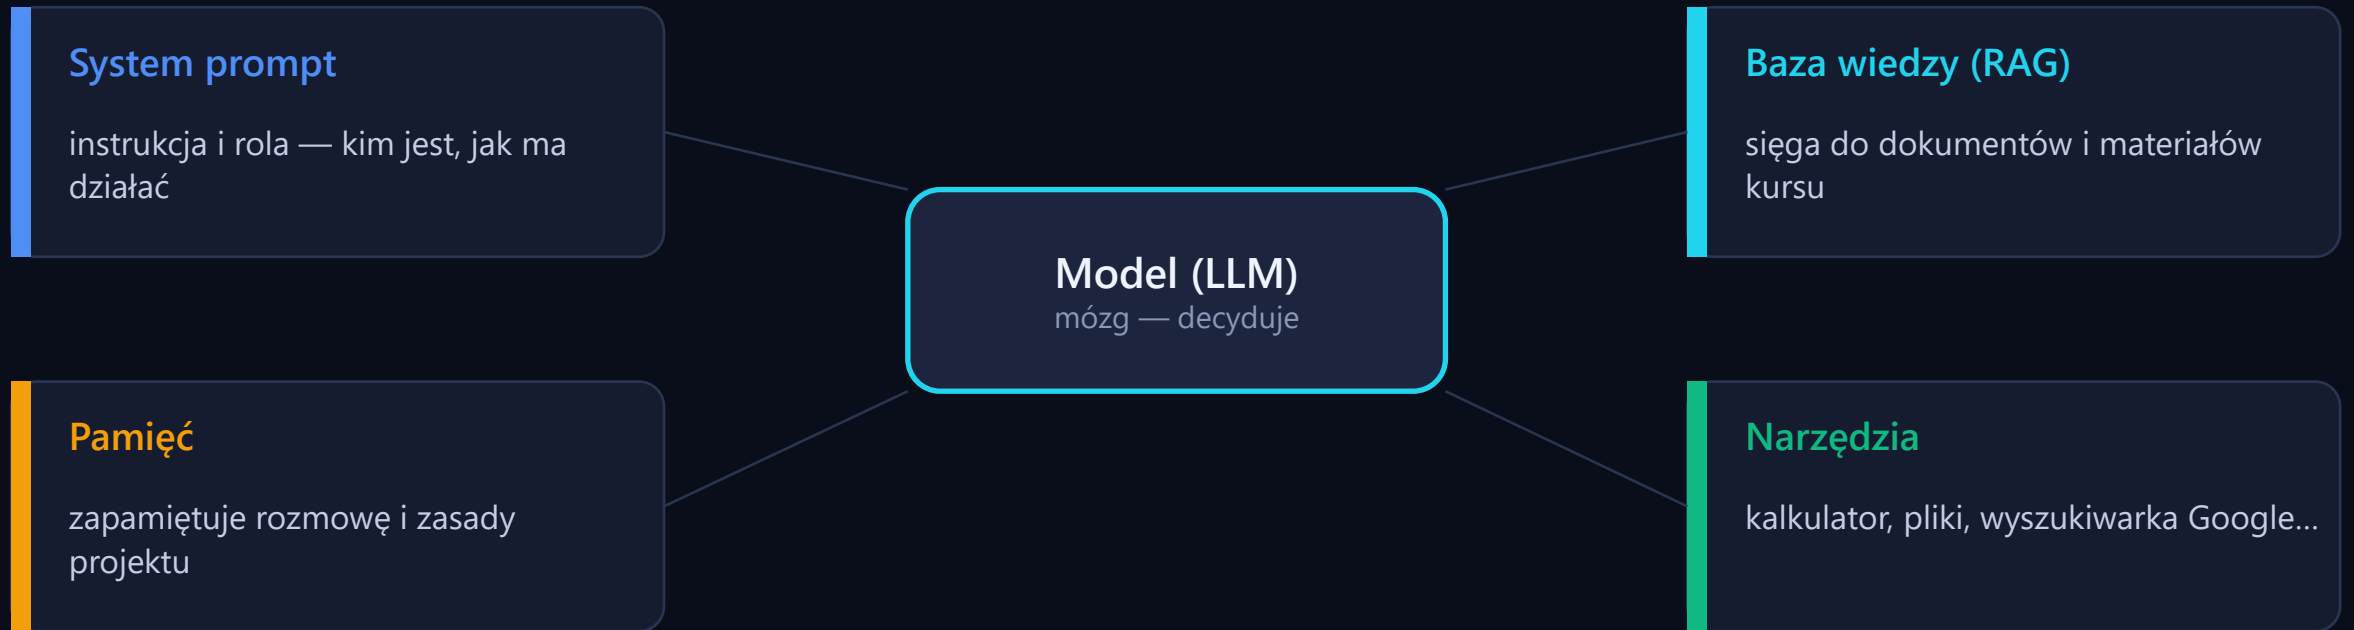 System prompt
instrukcja i rola — kim jest, jak ma
działać
Baza wiedzy (RAG)
sięga do dokumentów i materiałów
kursu
Model (LLM)
mózg — decyduje
Pamięć
zapamiętuje rozmowę i zasady
projektu
Narzędzia
kalkulator, pliki, wyszukiwarka Google…